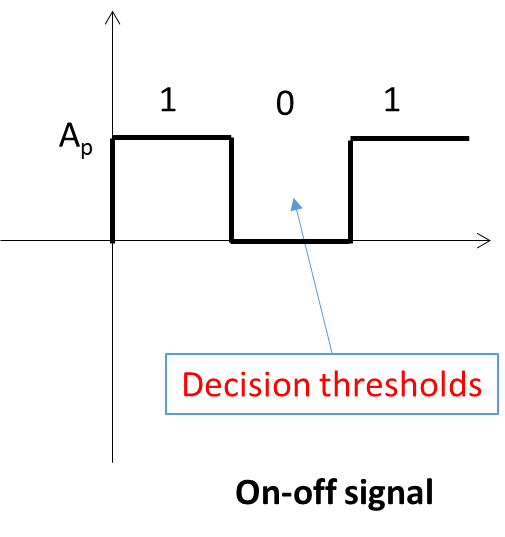 1 0 1
Aₚ
Decision thresholds
On-off signal